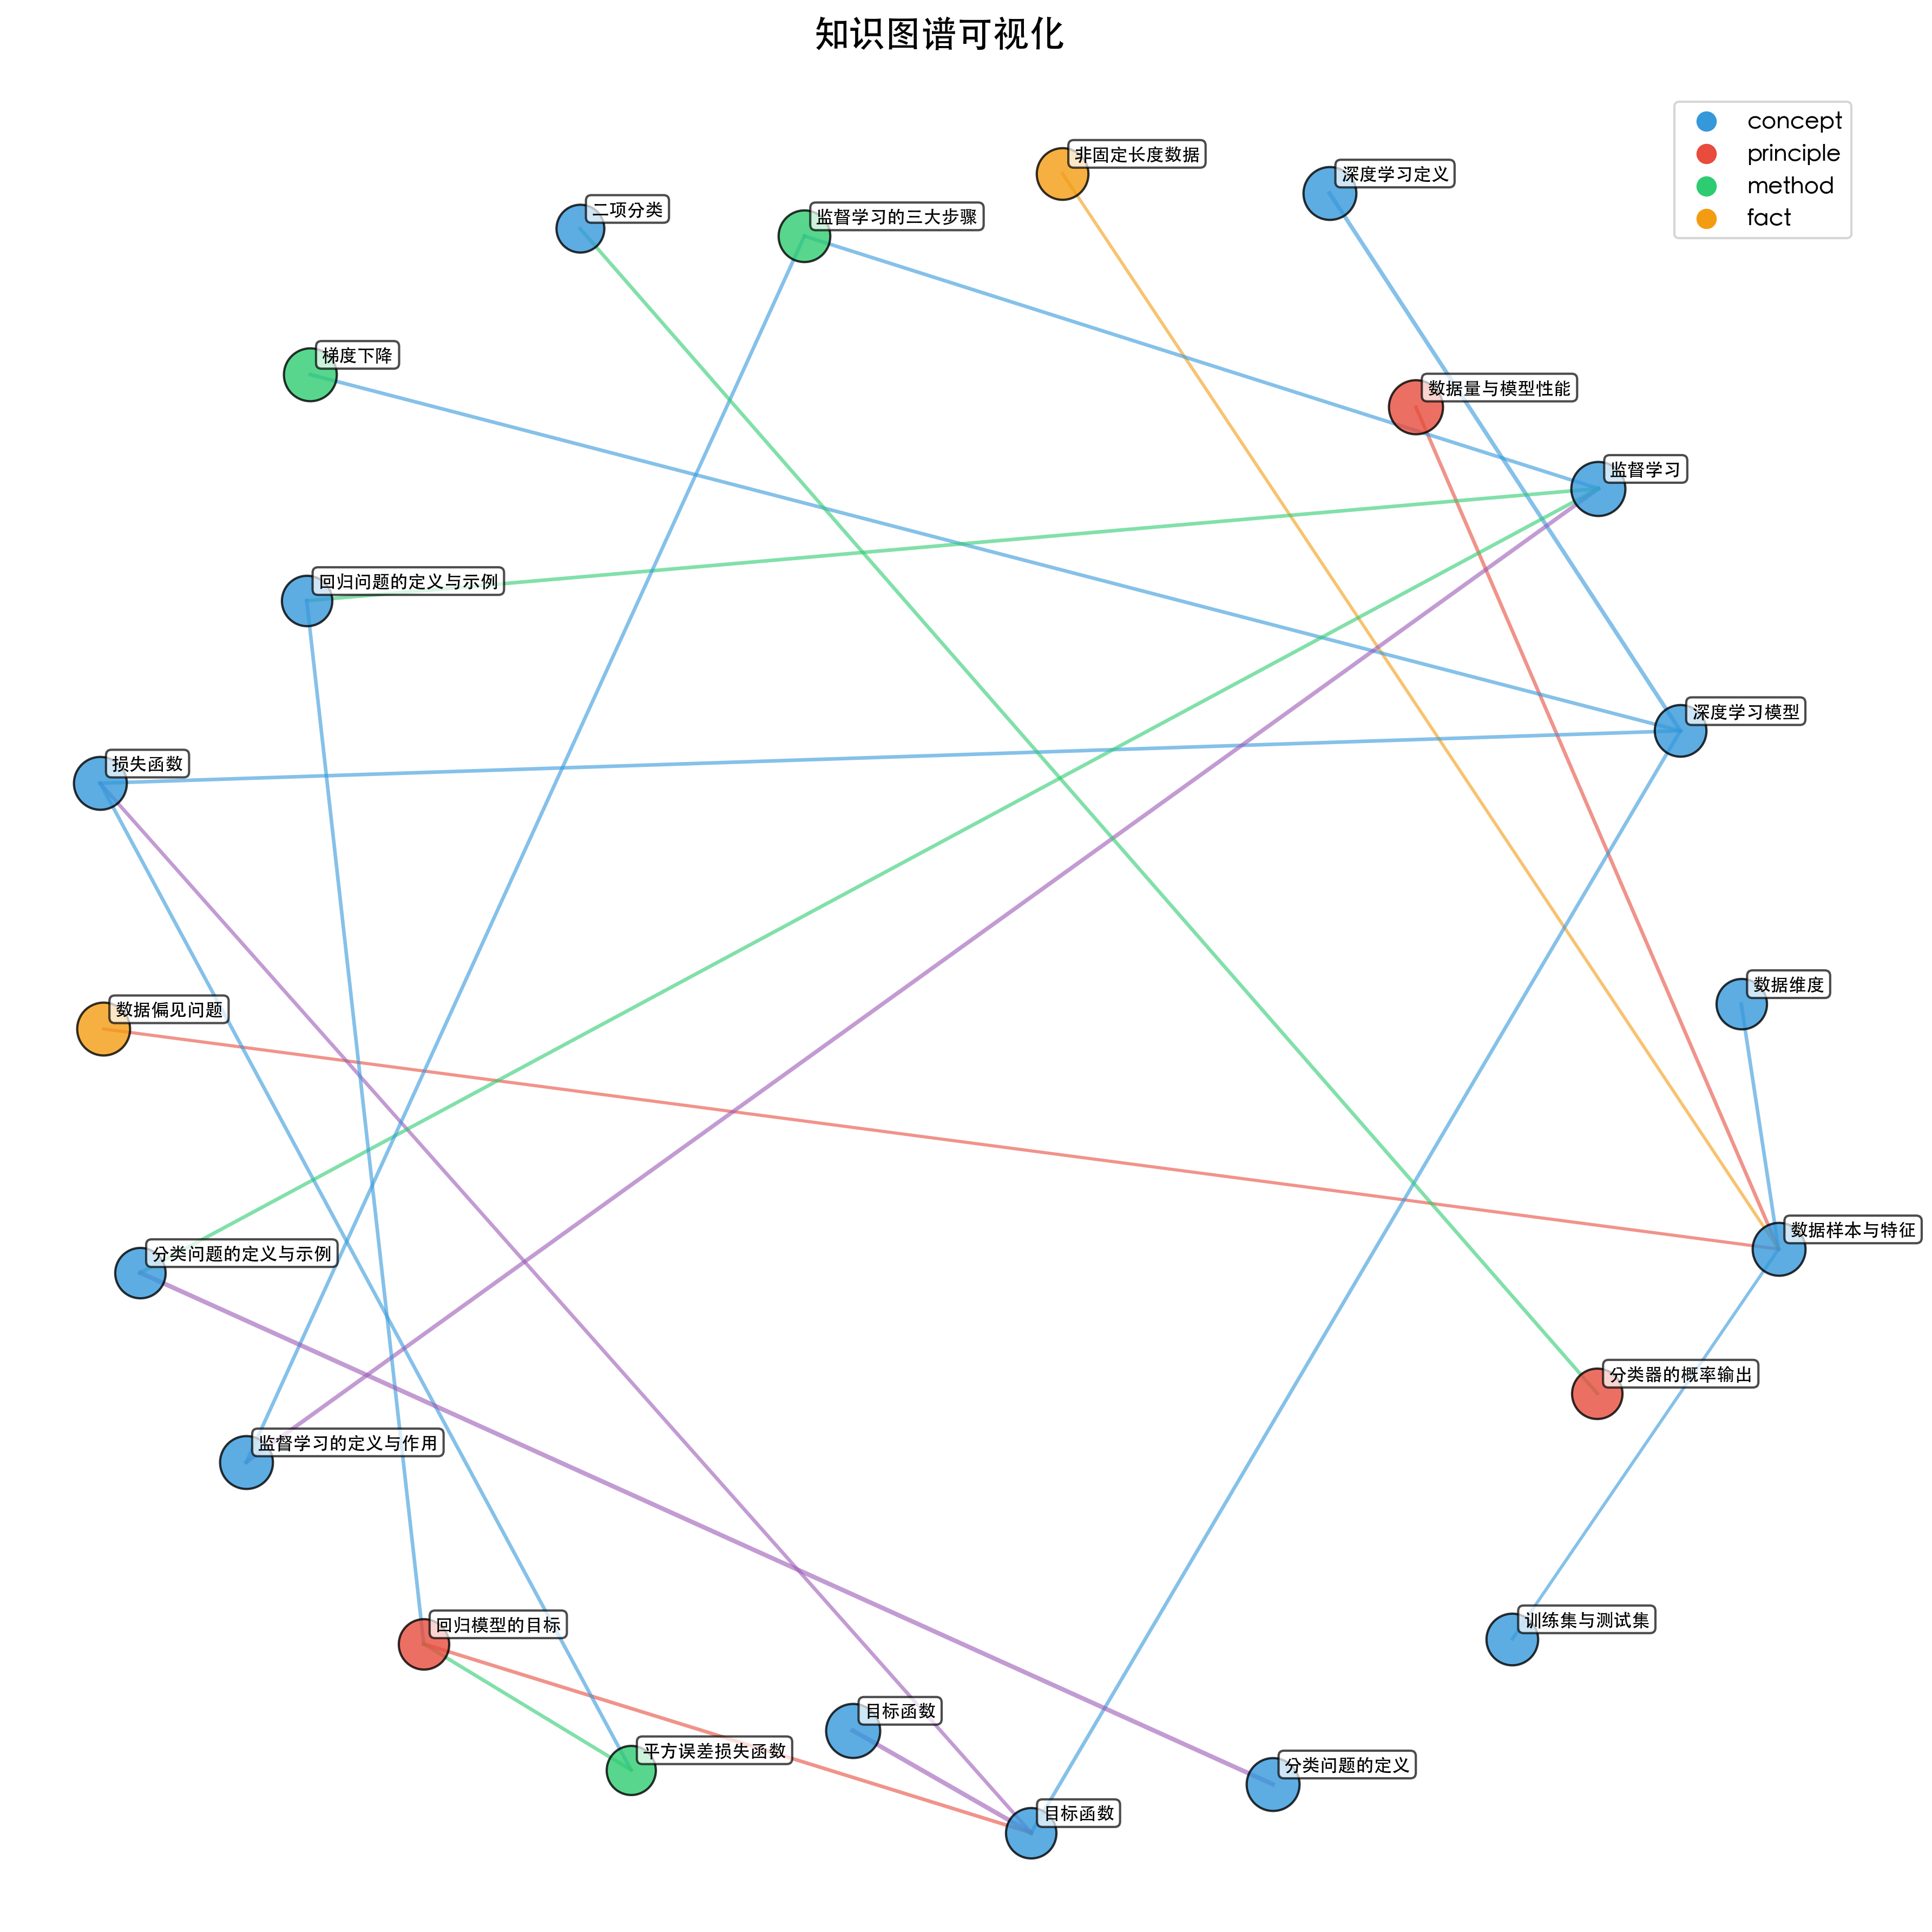 知识图谱可视化
concept
principle
method
fact
非固定长度数据
深度学习定义
二项分类
监督学习的三大步骤
梯度下降
数据量与模型性能
监督学习
回归问题的定义与示例
深度学习模型
损失函数
数据维度
数据偏见问题
数据样本与特征
分类问题的定义与示例
分类器的概率输出
监督学习的定义与作用
训练集与测试集
回归模型的目标
目标函数
平方误差损失函数
分类问题的定义
目标函数